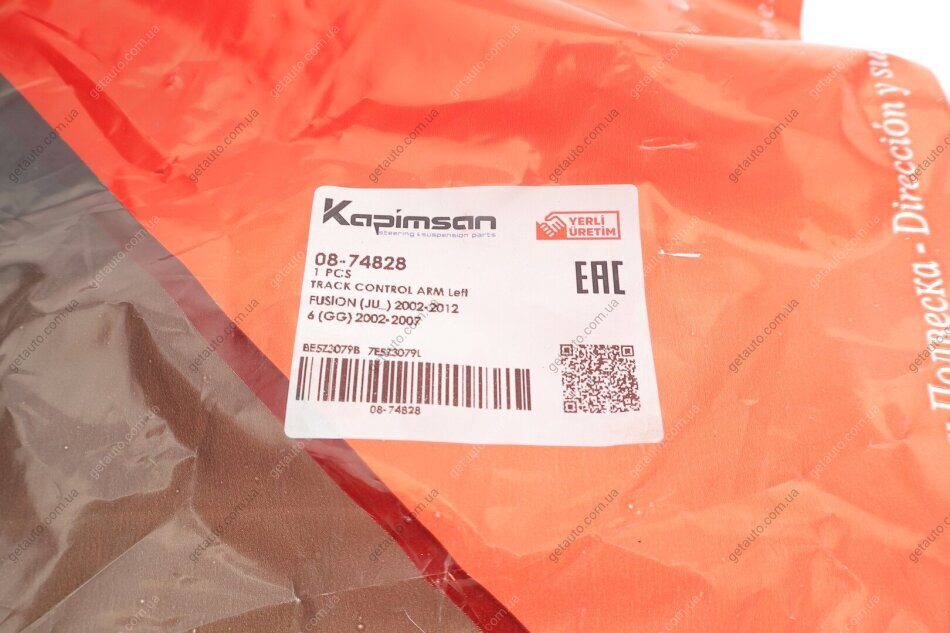 Kapimsan
steering & suspension parts
YERLİ
ÜRETİM
08-74828
1 PCS
TRACK CONTROL ARM Left
FUSION (JU_) 2002-2012
6 (GG) 2002-2007
EAC
BE5Z3079B 7E5Z3079L
08-74828
Подвеска - Dirección y su
getauto.com.ua